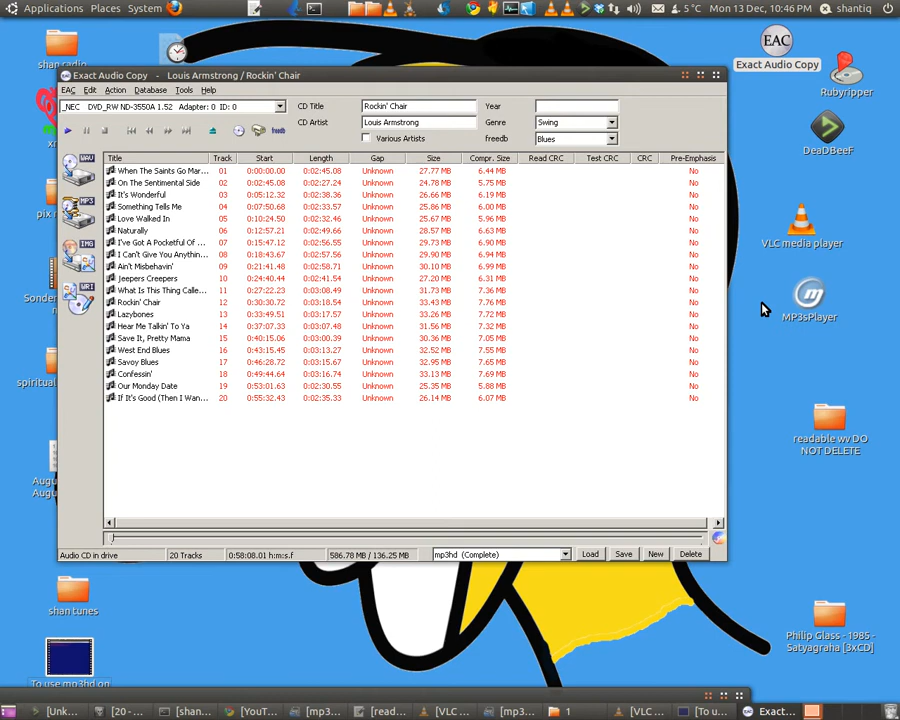 Applications Places System 5 °C Mon 13 Dec, 10:46 PM shantiq
EAC
Exact Audio Copy
Rubyripper
DeaDBeeF
VLC media player
MP3sPlayer
readable wv DO
NOT DELETE
Philip Glass - 1985 -
Satyagraha [3xCD]
shan radio
pix
Sonder
spiritual
Augu
Augu
shan tunes
To use mp3hd on
EAC Exact Audio Copy - Louis Armstrong / Rockin' Chair
EAC Edit Action Database Tools Help
_NEC DVD_RW ND-3550A 1.52 Adapter: 0 ID: 0
CD Title Rockin' Chair Year
CD Artist Louis Armstrong Genre Swing
Various Artists freedb Blues
freedb
WAV
MP3
IMG
WRI
Title Track Start Length Gap Size Compr. Size Read CRC Test CRC CRC Pre-Emphasis
When The Saints Go Mar... 01 0:00:00.00 0:02:45.08 Unknown 27.77 MB 6.44 MB No
On The Sentimental Side 02 0:02:45.08 0:02:27.24 Unknown 24.78 MB 5.75 MB No
It's Wonderful 03 0:05:12.32 0:02:38.36 Unknown 26.66 MB 6.19 MB No
Something Tells Me 04 0:07:50.68 0:02:33.57 Unknown 25.86 MB 6.00 MB No
Love Walked In 05 0:10:24.50 0:02:32.46 Unknown 25.67 MB 5.96 MB No
Naturally 06 0:12:57.21 0:02:49.66 Unknown 28.57 MB 6.63 MB No
I've Got A Pocketful Of ... 07 0:15:47.12 0:02:56.55 Unknown 29.73 MB 6.90 MB No
I Can't Give You Anythin... 08 0:18:43.67 0:02:57.56 Unknown 29.90 MB 6.94 MB No
Ain't Misbehavin' 09 0:21:41.48 0:02:58.71 Unknown 30.10 MB 6.99 MB No
Jeepers Creepers 10 0:24:40.44 0:02:41.54 Unknown 27.20 MB 6.31 MB No
What Is This Thing Calle... 11 0:27:22.23 0:03:08.49 Unknown 31.73 MB 7.36 MB No
Rockin' Chair 12 0:30:30.72 0:03:18.54 Unknown 33.43 MB 7.76 MB No
Lazybones 13 0:33:49.51 0:03:17.57 Unknown 33.26 MB 7.72 MB No
Hear Me Talkin' To Ya 14 0:37:07.33 0:03:07.48 Unknown 31.56 MB 7.32 MB No
Save It, Pretty Mama 15 0:40:15.06 0:03:00.39 Unknown 30.36 MB 7.05 MB No
West End Blues 16 0:43:15.45 0:03:13.27 Unknown 32.52 MB 7.55 MB No
Savoy Blues 17 0:46:28.72 0:03:15.67 Unknown 32.95 MB 7.65 MB No
Confessin' 18 0:49:44.64 0:03:16.74 Unknown 33.13 MB 7.69 MB No
Our Monday Date 19 0:53:01.63 0:02:30.55 Unknown 25.35 MB 5.88 MB No
If It's Good (Then I Wan... 20 0:55:32.43 0:02:35.33 Unknown 26.14 MB 6.07 MB No
Audio CD in drive 20 Tracks 0:58:08.01 h:m:s.f 586.78 MB / 136.25 MB mp3hd (Complete) Load Save New Delete
[Unk... [20 -... [shan... [YouT... [mp3... [read... [VLC ... [mp3... 1 [VLC ... [To u... Exact...